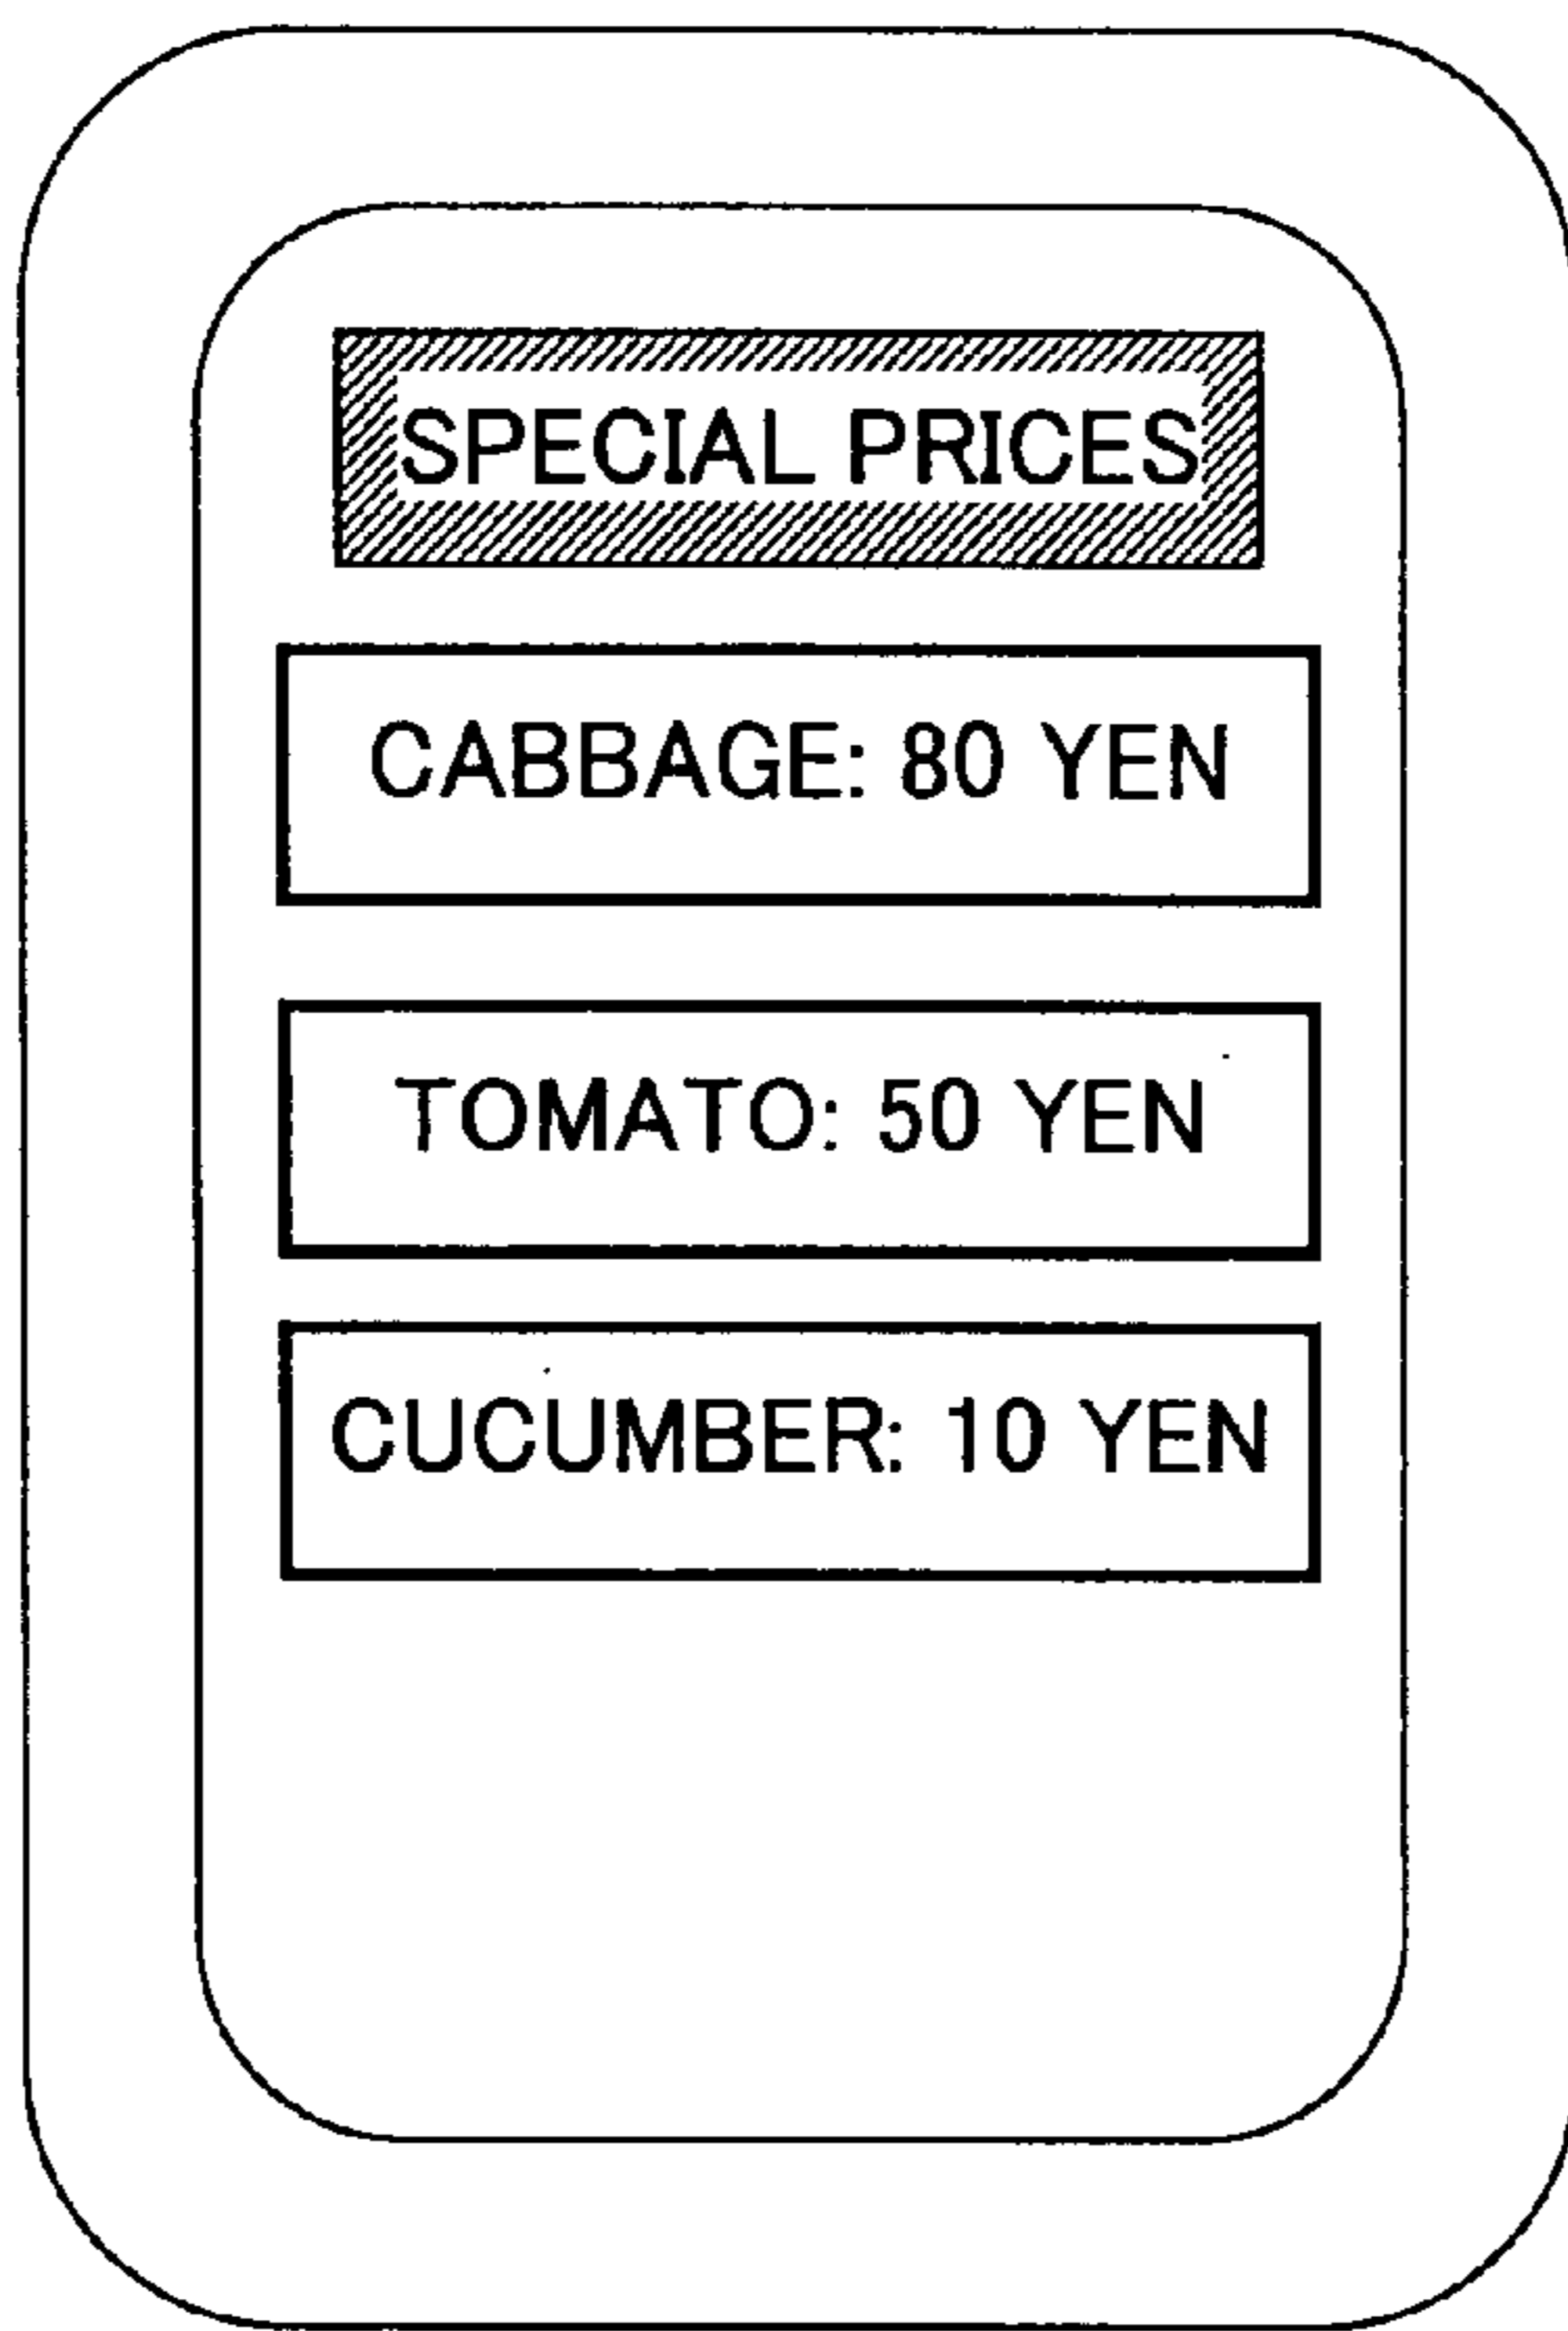 SPECIAL PRICES
CABBAGE: 80 YEN
TOMATO: 50 YEN
CUCUMBER: 10 YEN